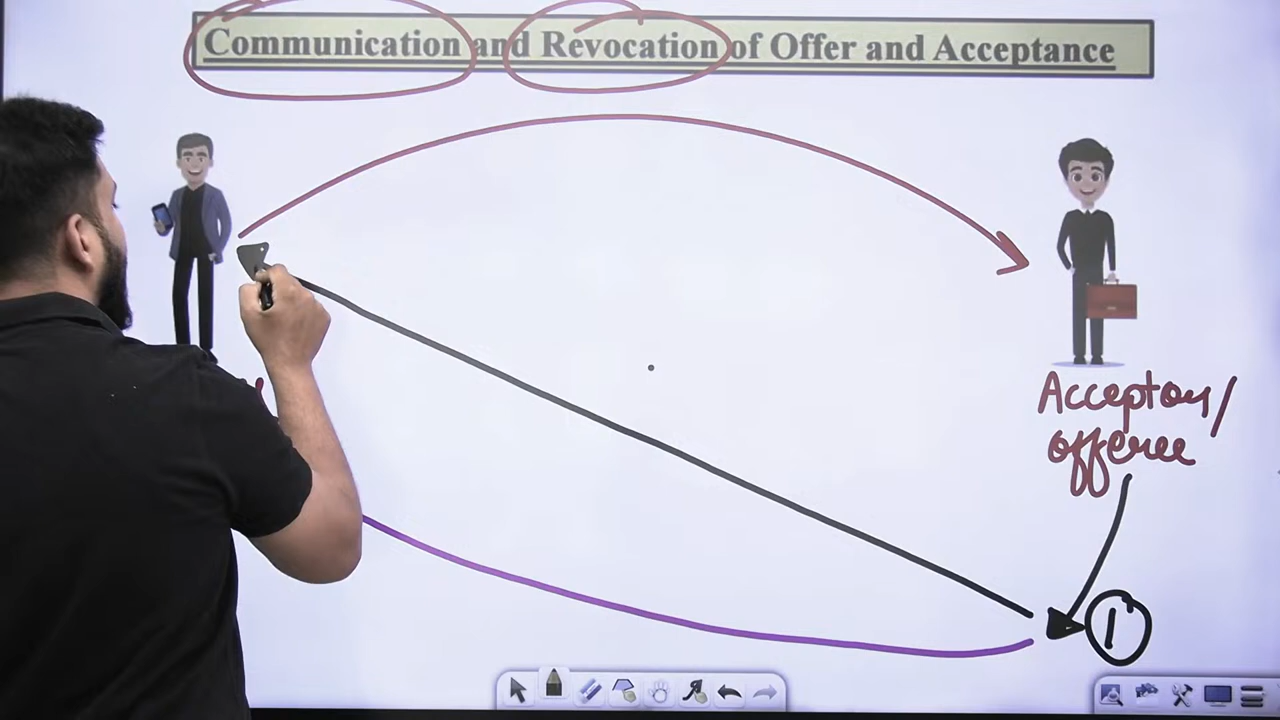 Communication and Revocation of Offer and Acceptance
Acceptor/
offeree
1